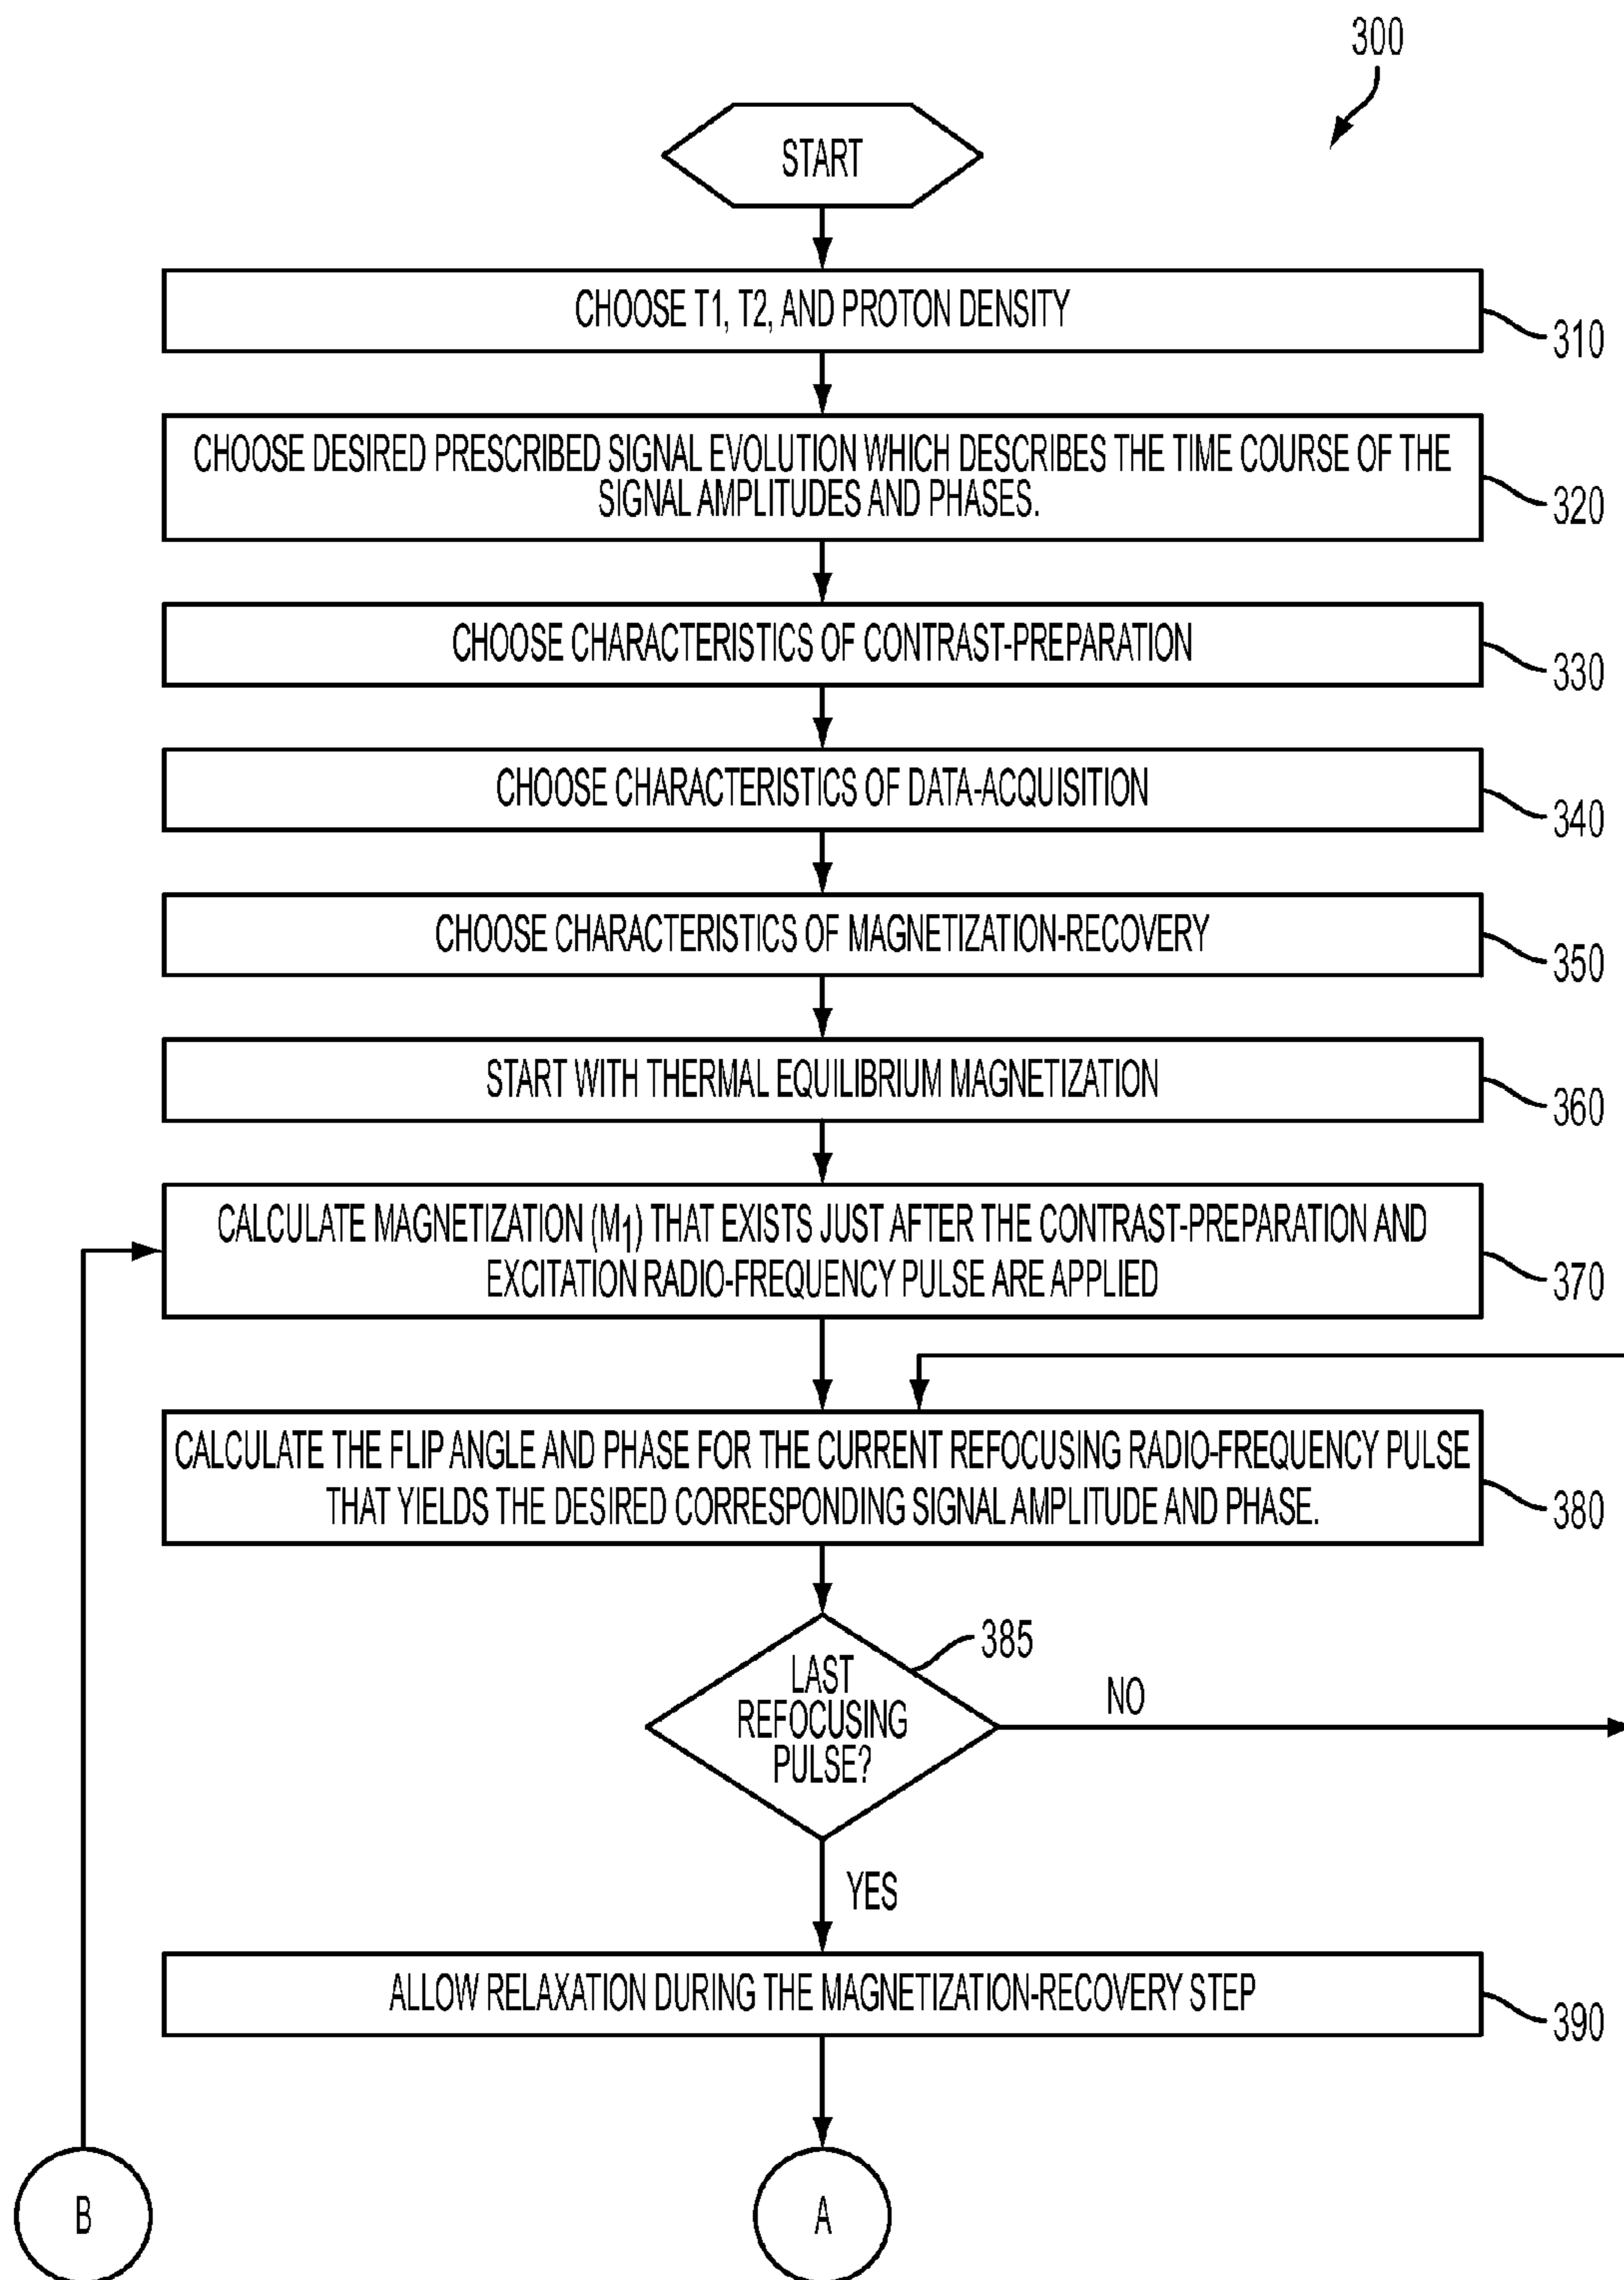 300
START
CHOOSE T1, T2, AND PROTON DENSITY
310
CHOOSE DESIRED PRESCRIBED SIGNAL EVOLUTION WHICH DESCRIBES THE TIME COURSE OF THE
SIGNAL AMPLITUDES AND PHASES.
320
CHOOSE CHARACTERISTICS OF CONTRAST-PREPARATION
330
CHOOSE CHARACTERISTICS OF DATA-ACQUISITION
340
CHOOSE CHARACTERISTICS OF MAGNETIZATION-RECOVERY
350
START WITH THERMAL EQUILIBRIUM MAGNETIZATION
360
CALCULATE MAGNETIZATION (M1) THAT EXISTS JUST AFTER THE CONTRAST-PREPARATION AND
EXCITATION RADIO-FREQUENCY PULSE ARE APPLIED
370
CALCULATE THE FLIP ANGLE AND PHASE FOR THE CURRENT REFOCUSING RADIO-FREQUENCY PULSE
THAT YIELDS THE DESIRED CORRESPONDING SIGNAL AMPLITUDE AND PHASE.
380
385
LAST
REFOCUSING
PULSE?
NO
YES
ALLOW RELAXATION DURING THE MAGNETIZATION-RECOVERY STEP
390
B
A